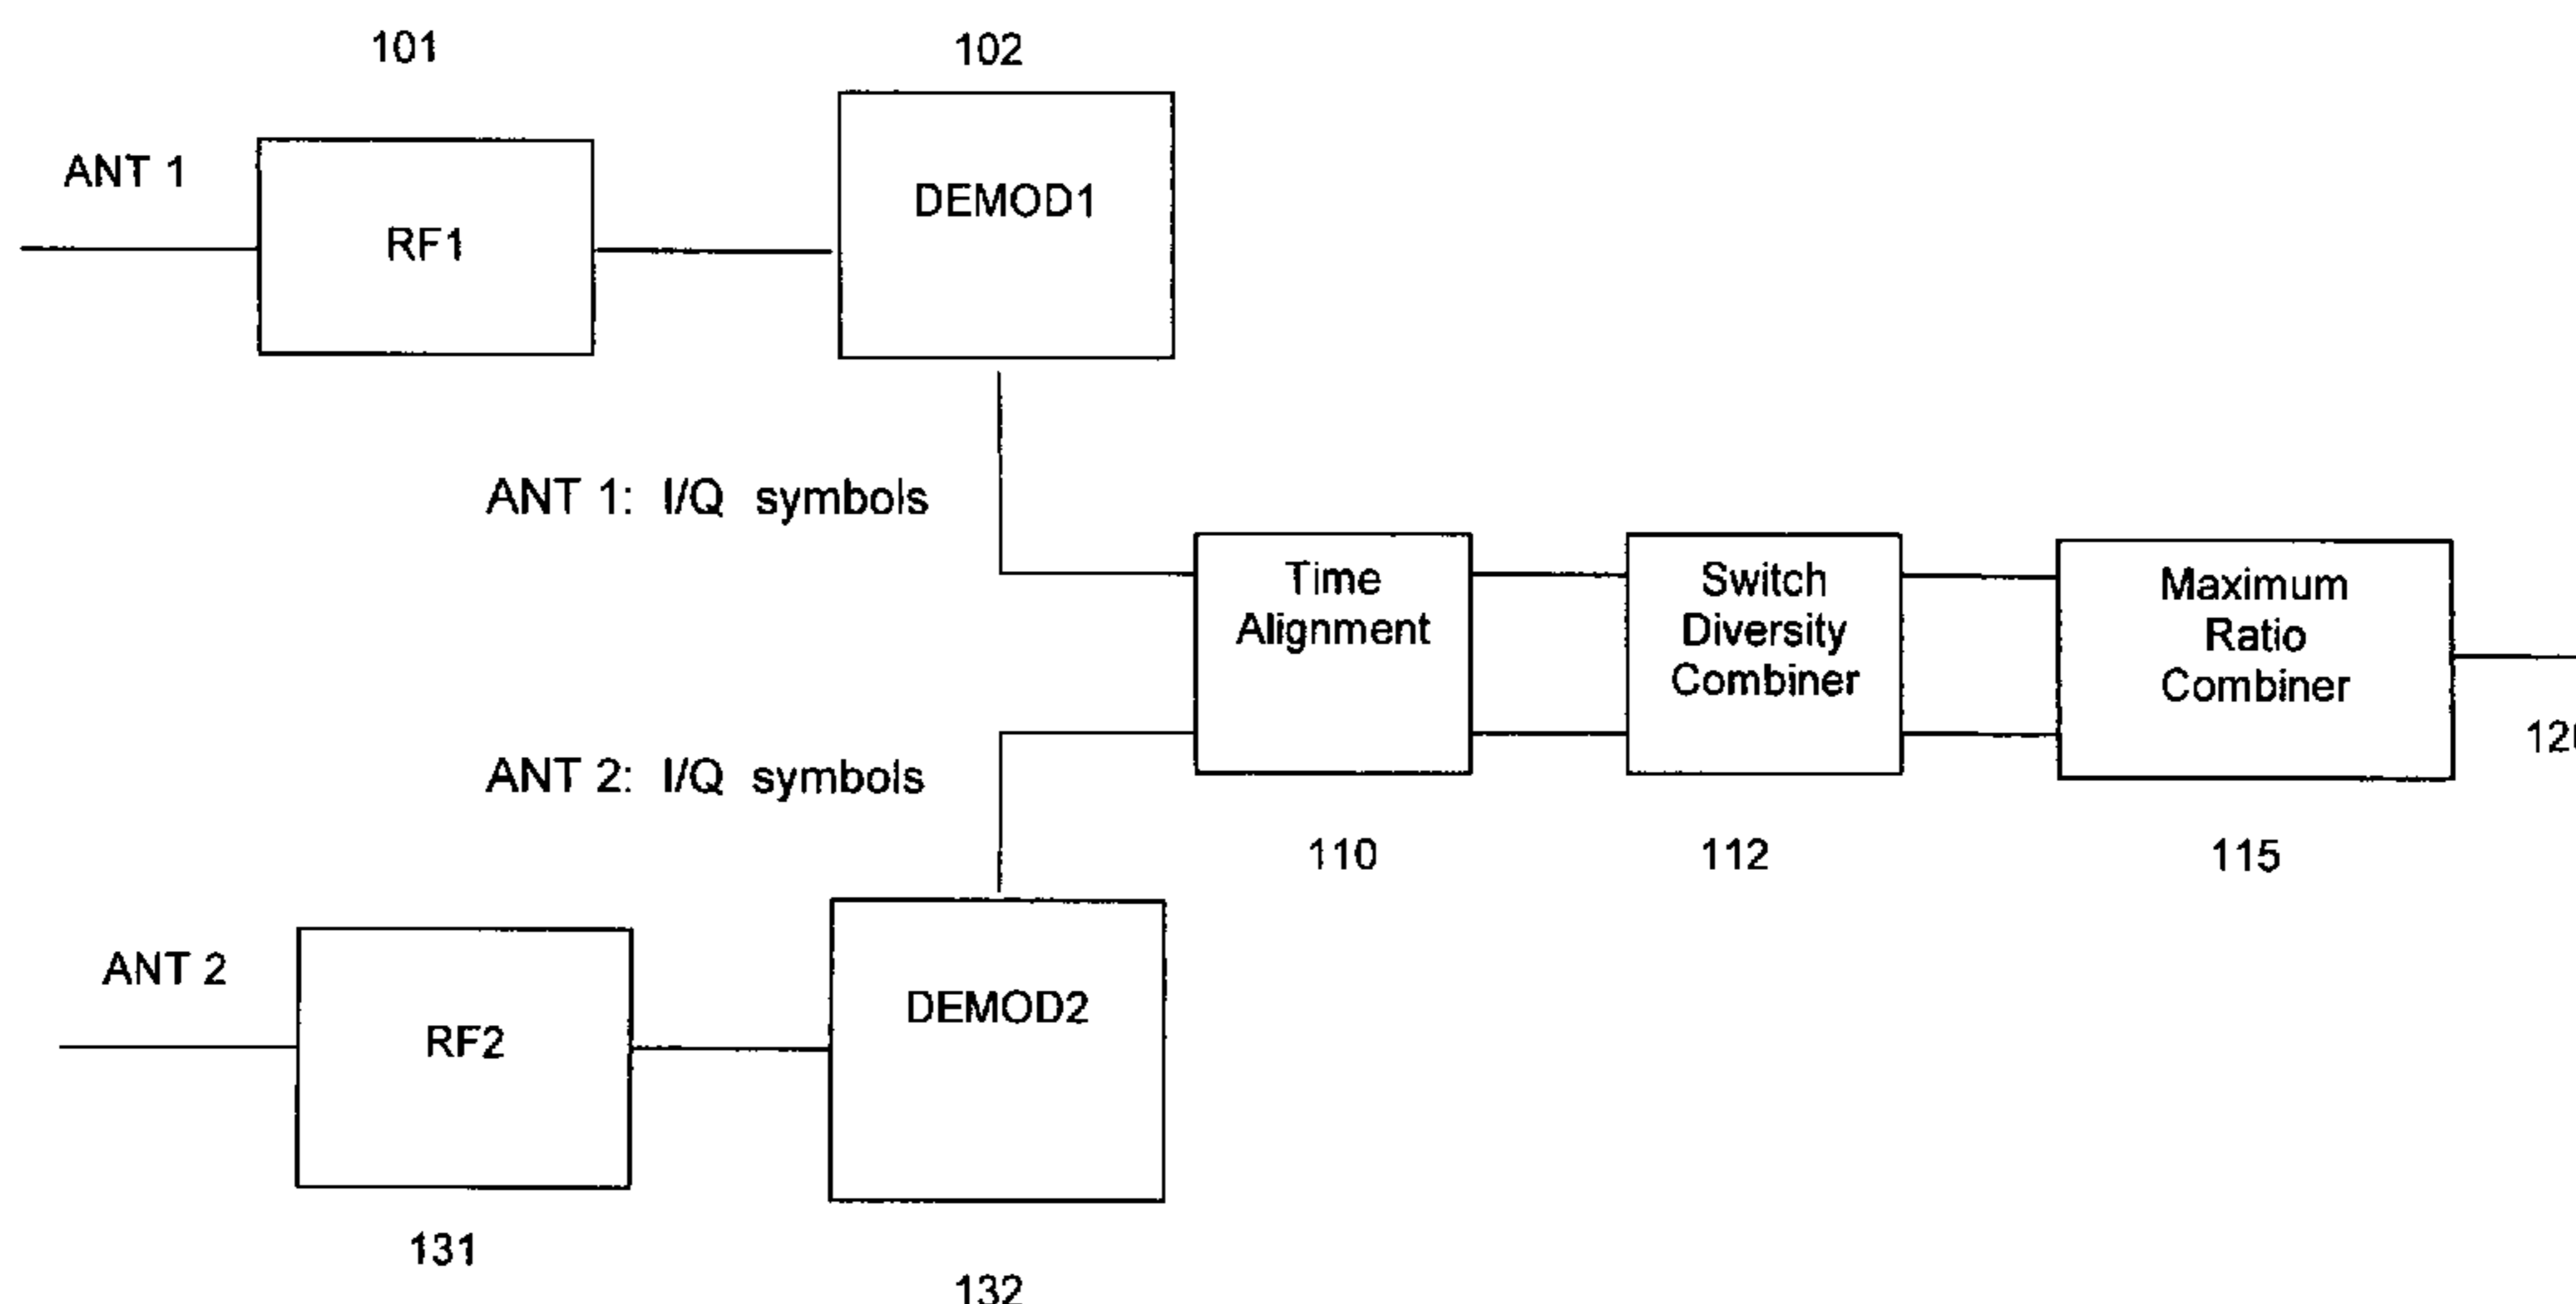 101
102
ANT 1
RF1
DEMOD1
ANT 1: I/Q symbols
Time
Alignment
Switch
Diversity
Combiner
Maximum
Ratio
Combiner
ANT 2: I/Q symbols
110
112
115
ANT 2
RF2
DEMOD2
131
132